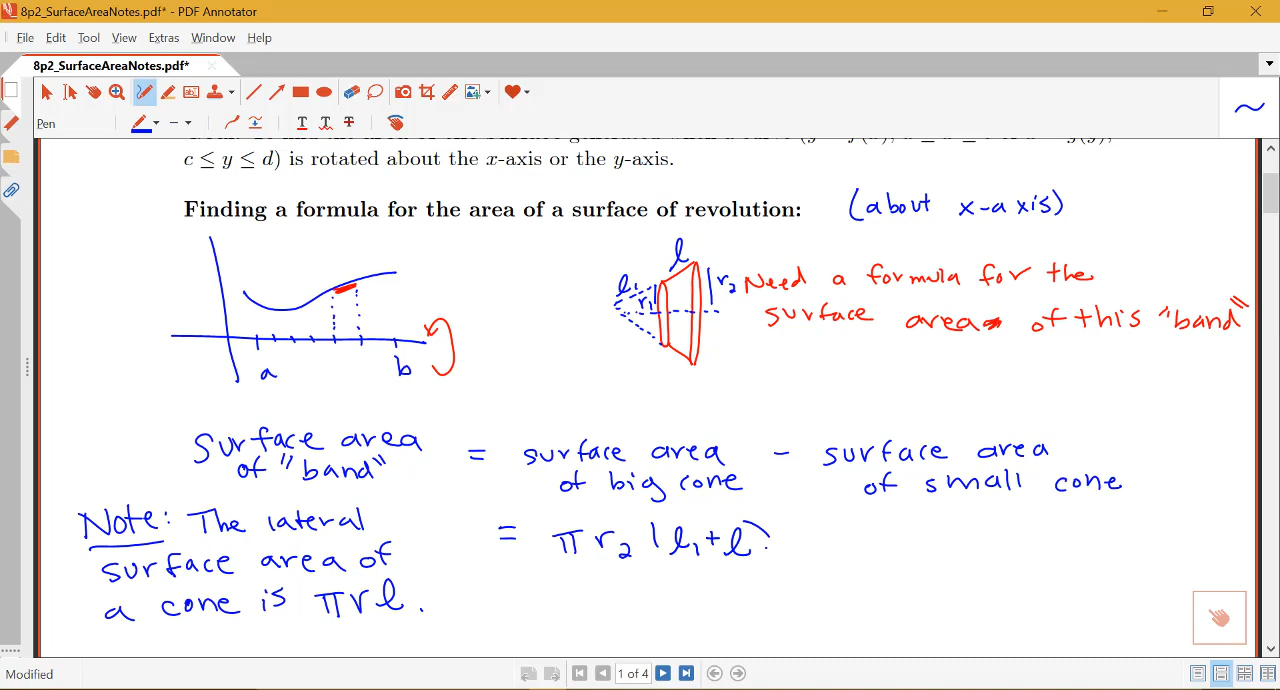 8p2_SurfaceAreaNotes.pdf* - PDF Annotator
File Edit Tool View Extras Window Help
8p2_SurfaceAreaNotes.pdf*
Pen
c ≤ y ≤ d) is rotated about the x-axis or the y-axis.
Finding a formula for the area of a surface of revolution: (about x-axis)
a b
l
l₁ r₁ r₂
Need a formula for the
surface area of this "band"
Surface area of "band" = surface area of big cone - surface area of small cone
= π r₂ (l₁ + l)
Note: The lateral
surface area of
a cone is πrl.
Modified
1 of 4